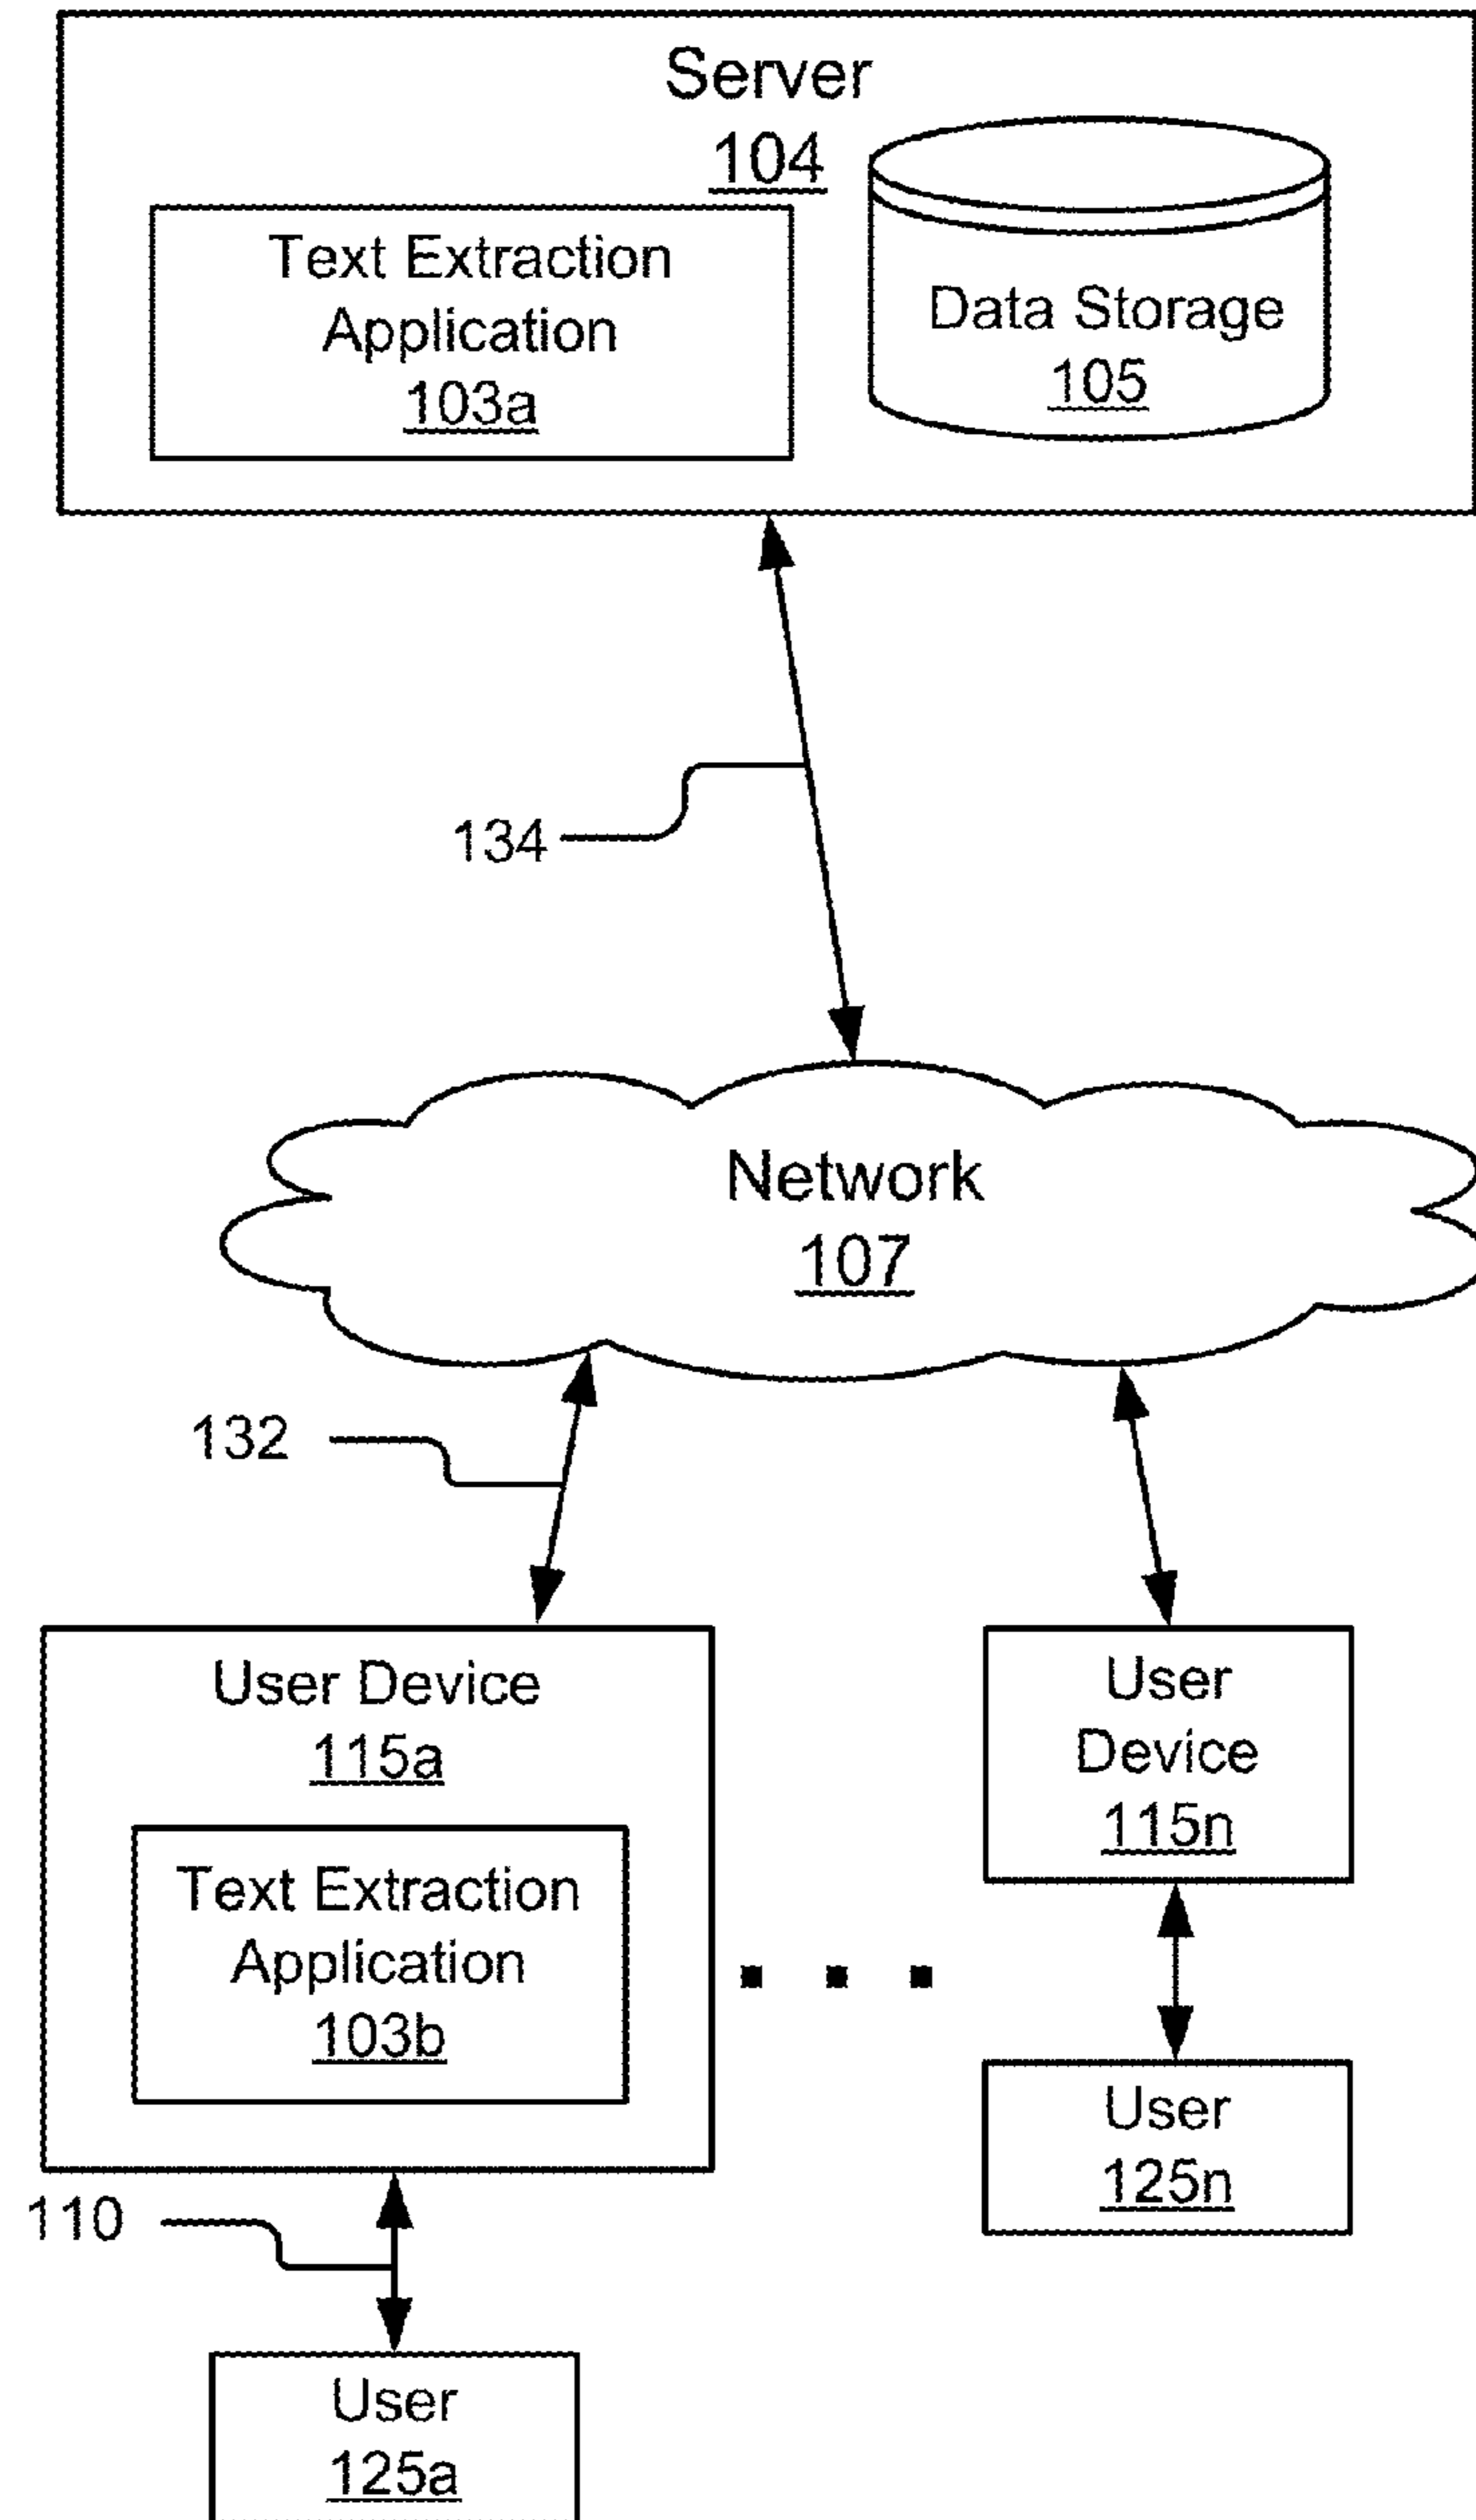 Server
104
Text Extraction
Application
103a
Data Storage
105
134
Network
107
132
User Device
115a
Text Extraction
Application
103b
User
Device
115n
User
125n
110
User
125a